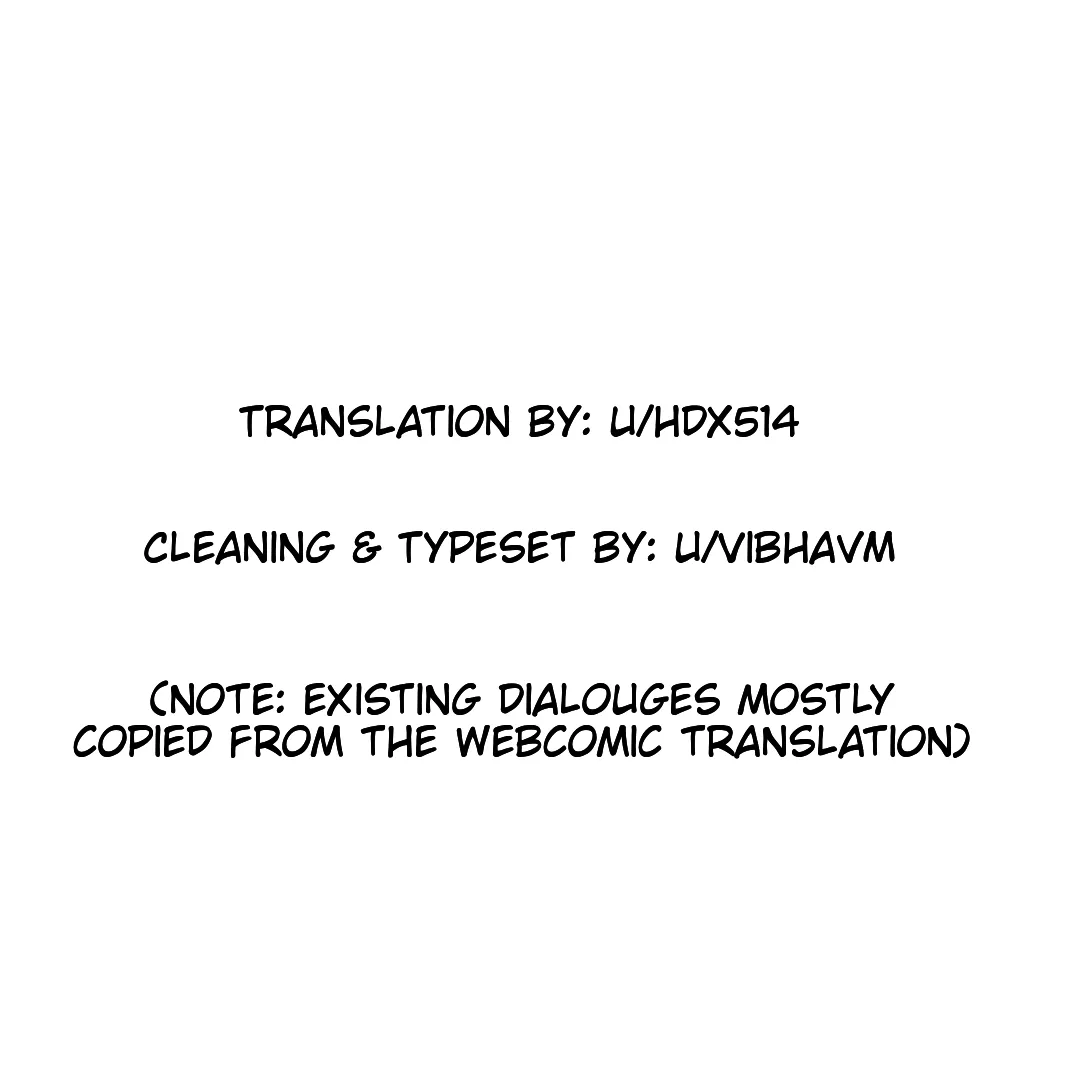 TRANSLATION BY: U/HDX514
CLEANING & TYPESET BY: U/VIBHAVM
(NOTE: EXISTING DIALOUGES MOSTLY
COPIED FROM THE WEBCOMIC TRANSLATION)